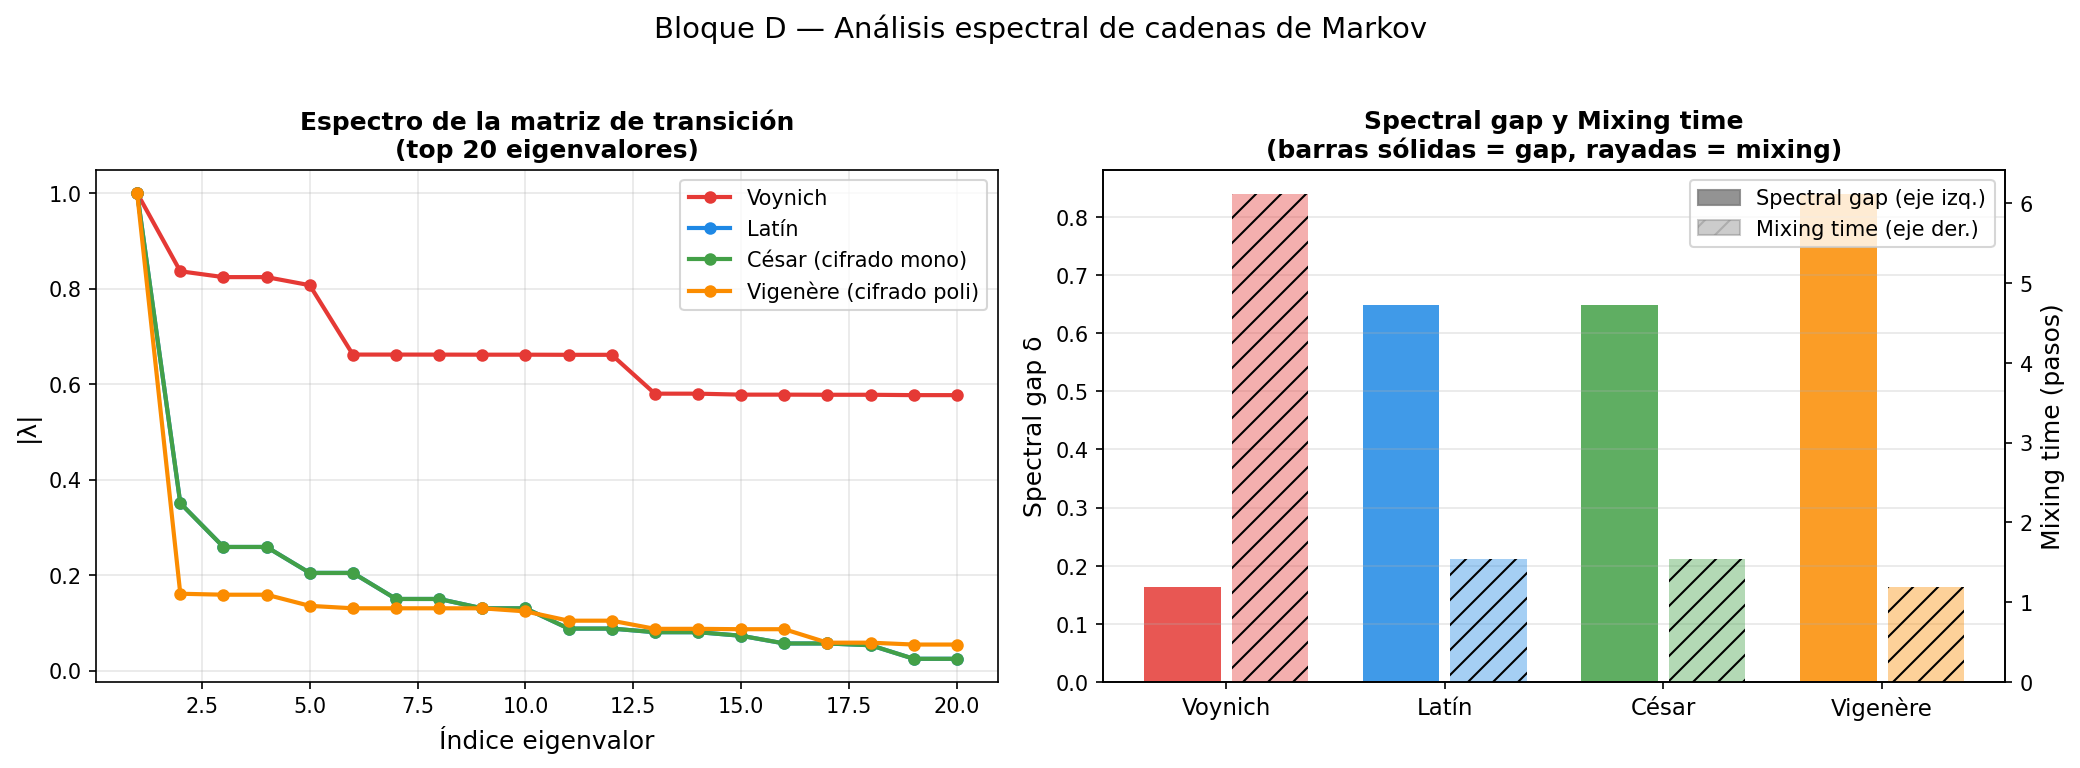 Bloque D — Análisis espectral de cadenas de Markov
Espectro de la matriz de transición
(top 20 eigenvalores)
1.0
0.8
0.6
0.4
0.2
0.0
|λ|
Voynich
Latín
César (cifrado mono)
Vigenère (cifrado poli)
2.5 5.0 7.5 10.0 12.5 15.0 17.5 20.0
Índice eigenvalor
Spectral gap y Mixing time
(barras sólidas = gap, rayadas = mixing)
Spectral gap δ
0.8
0.7
0.6
0.5
0.4
0.3
0.2
0.1
0.0
Spectral gap (eje izq.)
Mixing time (eje der.)
6
5
4
3
2
1
0
Mixing time (pasos)
Voynich Latín César Vigenère